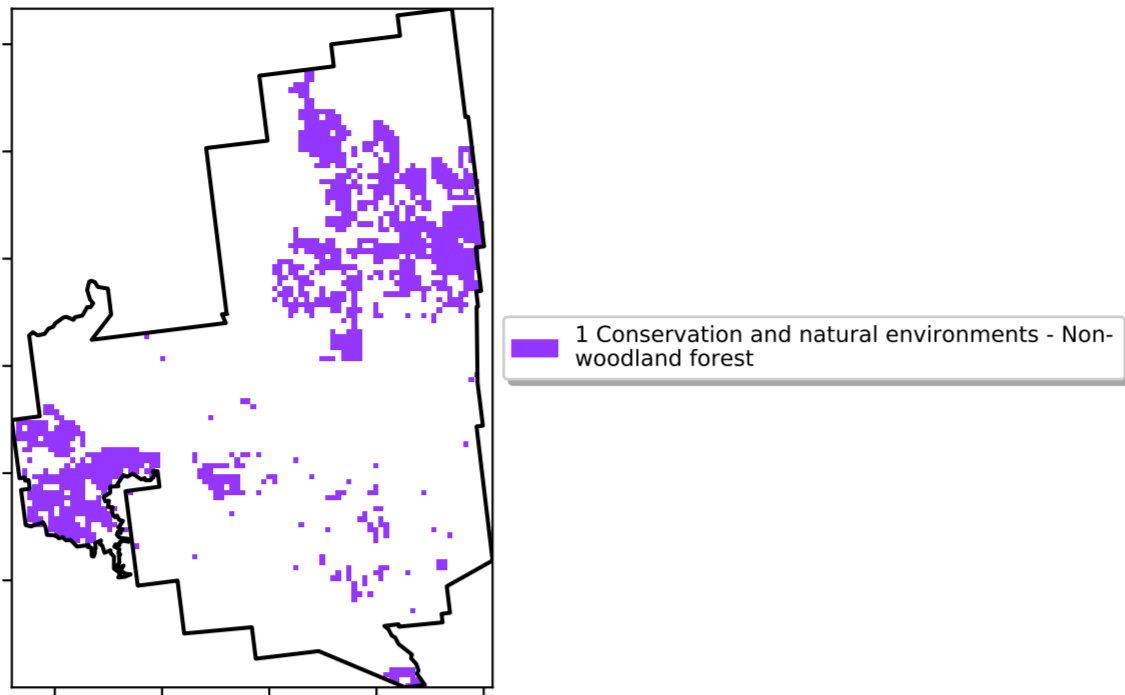 1 Conservation and natural environments - Non-
woodland forest